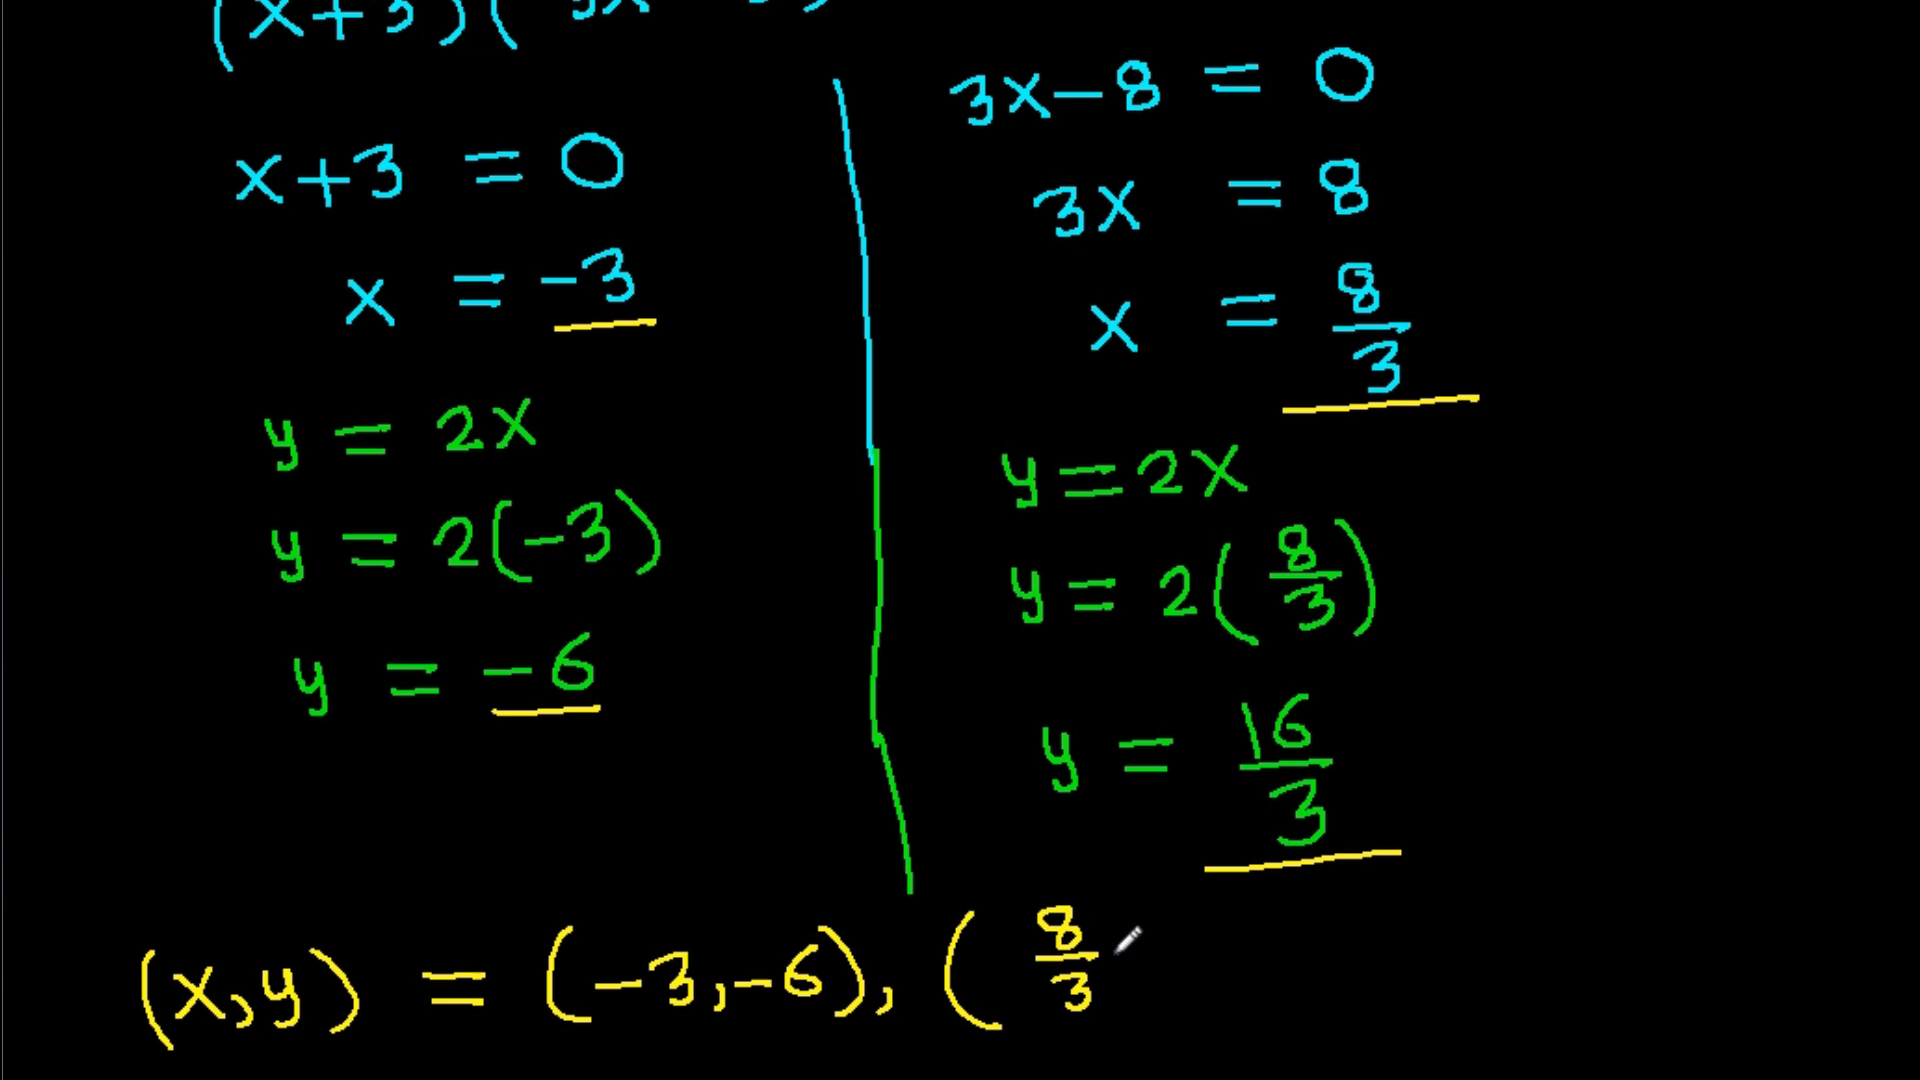 (x+3)(
x+3 = 0
x = -3
y = 2x
y = 2(-3)
y = -6
3x-8 = 0
3x = 8
x = 8/3
y = 2x
y = 2(8/3)
y = 16/3
(x,y) = (-3,-6), (8/3